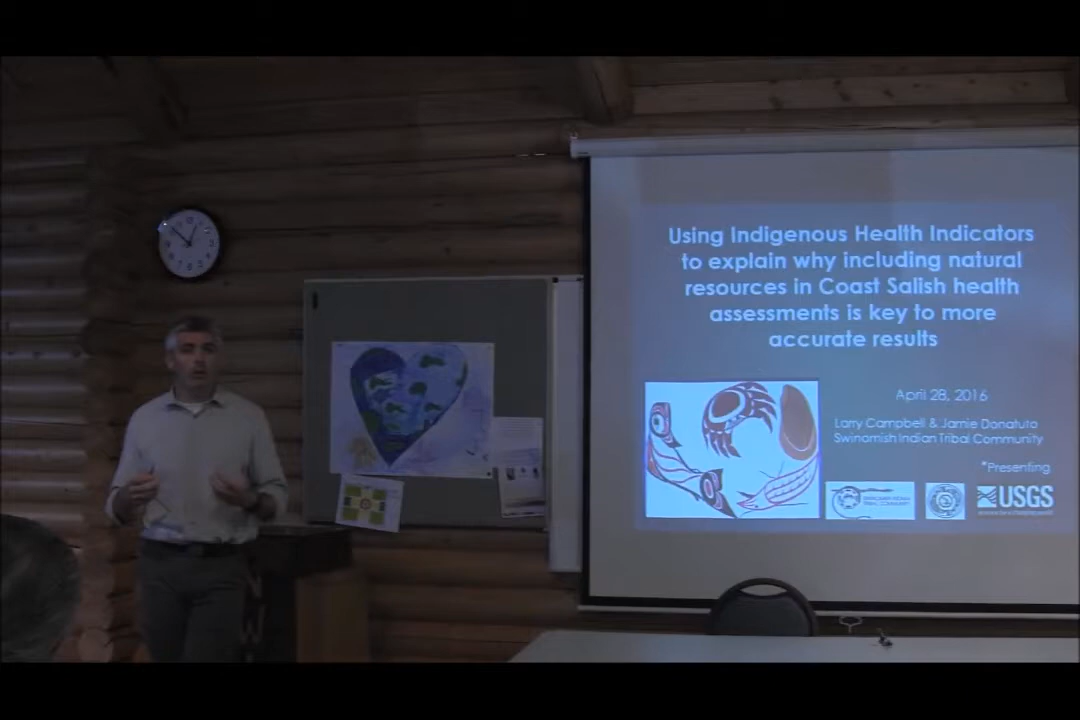 Using Indigenous Health Indicators
to explain why including natural
resources in Coast Salish health
assessments is key to more
accurate results
April 28, 2016
Larry Campbell & Jamie Donatuto
Swinomish Indian Tribal Community
*Presenting
USGS